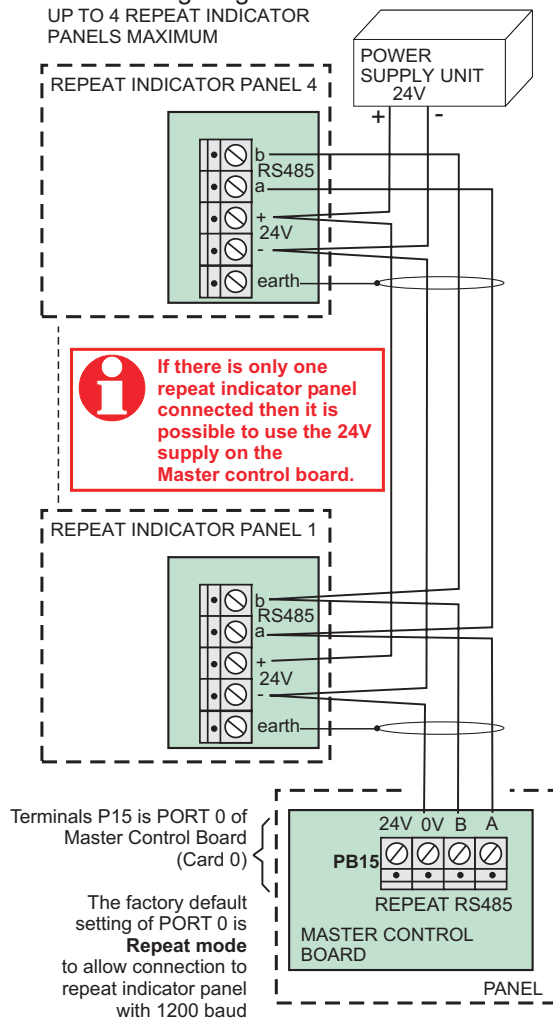 UP TO 4 REPEAT INDICATOR
PANELS MAXIMUM
POWER
SUPPLY UNIT
24V
+ -
REPEAT INDICATOR PANEL 4
b
RS485
a
+
24V
-
earth
i
If there is only one
repeat indicator panel
connected then it is
possible to use the 24V
supply on the
Master control board.
REPEAT INDICATOR PANEL 1
b
RS485
a
+
24V
-
earth
Terminals P15 is PORT 0 of
Master Control Board
(Card 0)
The factory default
setting of PORT 0 is
Repeat mode
to allow connection to
repeat indicator panel
with 1200 baud
24V 0V B A
PB15
REPEAT RS485
MASTER CONTROL
BOARD
PANEL